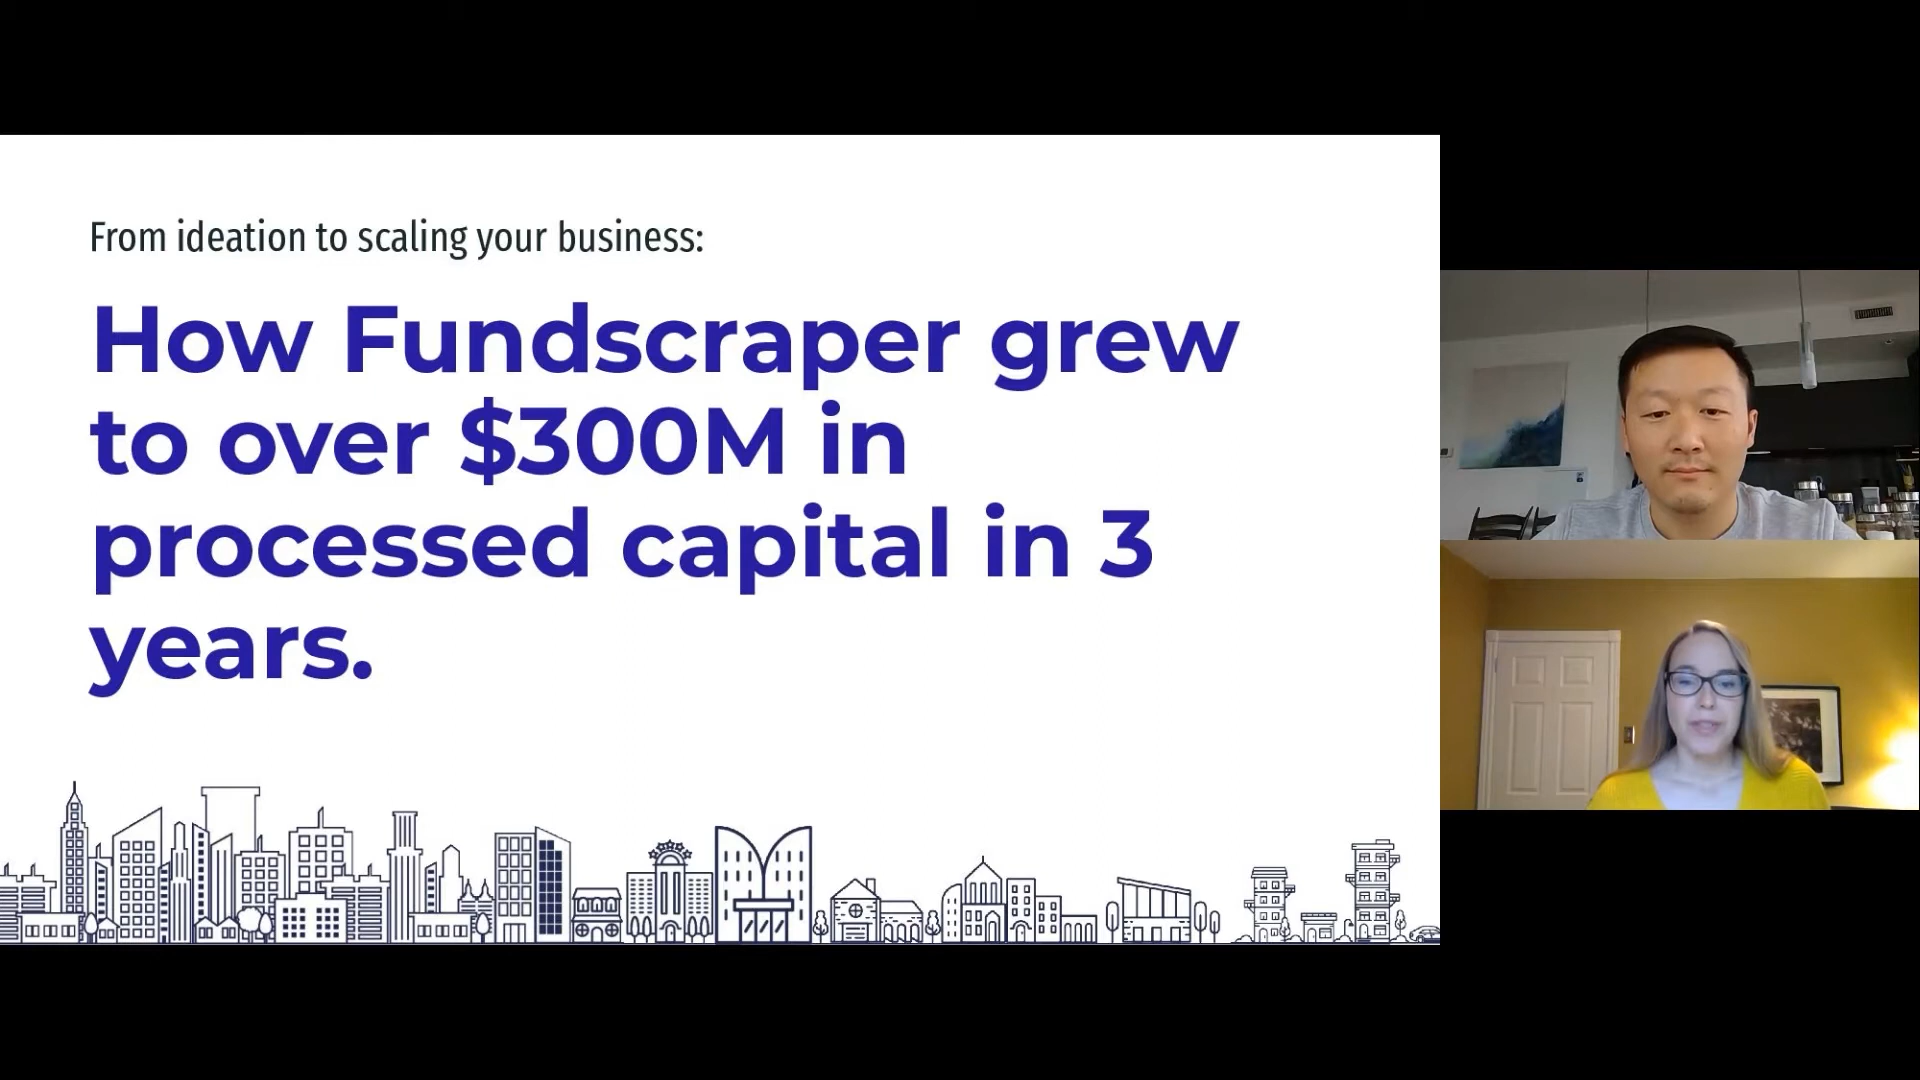 From ideation to scaling your business:
How Fundscraper grew
to over $300M in
processed capital in 3
years.